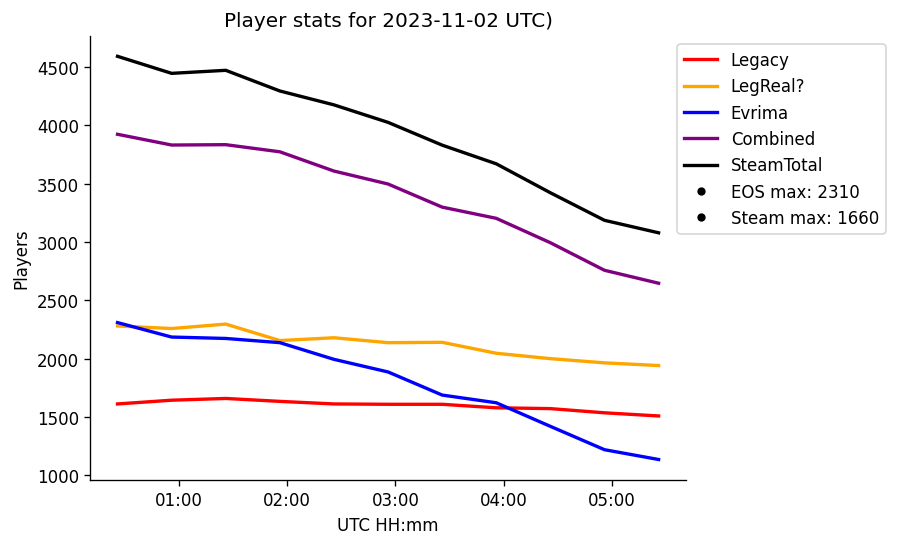 Player stats for 2023-11-02 UTC)
Legacy
LegReal?
Evrima
Combined
SteamTotal
EOS max: 2310
Steam max: 1660
Players
4500
4000
3500
3000
2500
2000
1500
1000
01:00 02:00 03:00 04:00 05:00
UTC HH:mm